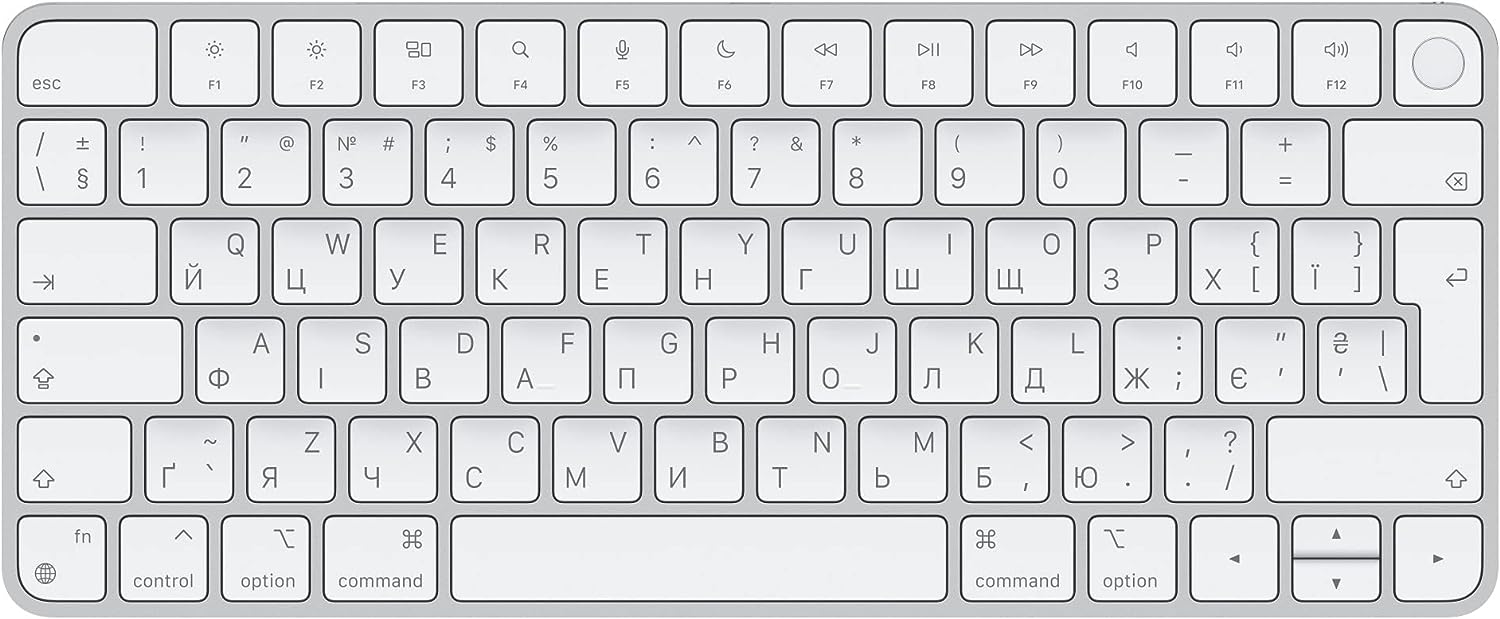 esc F1 F2 F3 F4 F5 F6 F7 F8 F9 F10 F11 F12
/ ± ! " @ № # ; $ % : ^ ? & * ( ) _ +
\ § 1 2 3 4 5 6 7 8 9 0 - =
Q W E R T Y U I O P { }
Й Ц У К Е Н Г Ш Щ З Х [ Ї ]
A S D F G H J K L : " ₴ |
Ф І В А П Р О Л Д Ж ; Є ' ' \
~ Z X C V B N M < > , ?
Ґ ` Я Ч С М И Т Ь Б , Ю . . /
fn ^ ⌥ ⌘ ⌘ ⌥
control option command command option